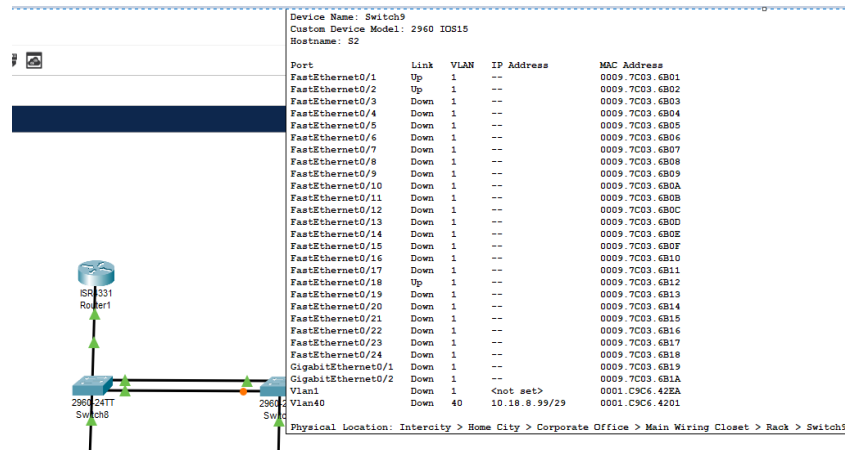 Device Name: Switch9
Custom Device Model: 2960 IOS15
Hostname: S2
Port Link VLAN IP Address MAC Address
FastEthernet0/1 Up 1 -- 0009.7C03.6B01
FastEthernet0/2 Up 1 -- 0009.7C03.6B02
FastEthernet0/3 Down 1 -- 0009.7C03.6B03
FastEthernet0/4 Down 1 -- 0009.7C03.6B04
FastEthernet0/5 Down 1 -- 0009.7C03.6B05
FastEthernet0/6 Down 1 -- 0009.7C03.6B06
FastEthernet0/7 Down 1 -- 0009.7C03.6B07
FastEthernet0/8 Down 1 -- 0009.7C03.6B08
FastEthernet0/9 Down 1 -- 0009.7C03.6B09
FastEthernet0/10 Down 1 -- 0009.7C03.6B0A
FastEthernet0/11 Down 1 -- 0009.7C03.6B0B
FastEthernet0/12 Down 1 -- 0009.7C03.6B0C
FastEthernet0/13 Down 1 -- 0009.7C03.6B0D
FastEthernet0/14 Down 1 -- 0009.7C03.6B0E
FastEthernet0/15 Down 1 -- 0009.7C03.6B0F
FastEthernet0/16 Down 1 -- 0009.7C03.6B10
FastEthernet0/17 Down 1 -- 0009.7C03.6B11
FastEthernet0/18 Up 1 -- 0009.7C03.6B12
FastEthernet0/19 Down 1 -- 0009.7C03.6B13
FastEthernet0/20 Down 1 -- 0009.7C03.6B14
FastEthernet0/21 Down 1 -- 0009.7C03.6B15
FastEthernet0/22 Down 1 -- 0009.7C03.6B16
FastEthernet0/23 Down 1 -- 0009.7C03.6B17
FastEthernet0/24 Down 1 -- 0009.7C03.6B18
GigabitEthernet0/1 Down 1 -- 0009.7C03.6B19
GigabitEthernet0/2 Down 1 -- 0009.7C03.6B1A
Vlan1 Down 1 <not set> 0001.C9C6.42EA
Vlan40 Down 40 10.18.8.99/29 0001.C9C6.4201
Physical Location: Intercity > Home City > Corporate Office > Main Wiring Closet > Rack > Switch9
ISR4331
Router1
2960-24TT
Switch8
2960-2
Switc